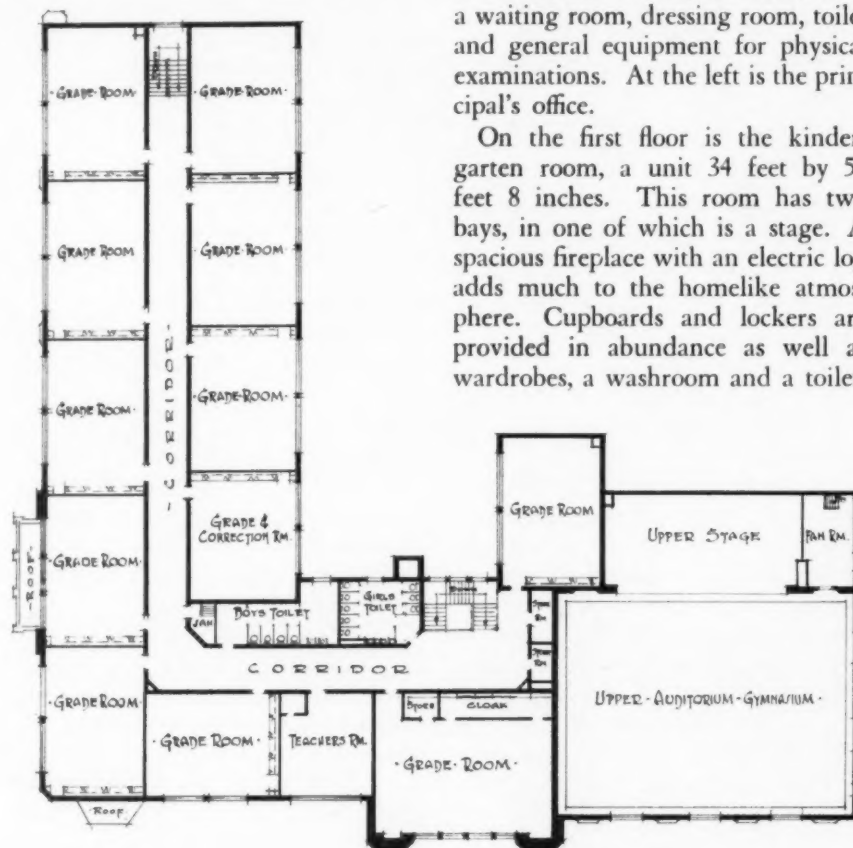 a waiting room, dressing room, toile
and general equipment for physica
examinations. At the left is the prin
cipal's office.
On the first floor is the kinder
garten room, a unit 34 feet by 5
feet 8 inches. This room has tw
bays, in one of which is a stage. A
spacious fireplace with an electric lo
adds much to the homelike atmos
phere. Cupboards and lockers ar
provided in abundance as well a
wardrobes, a washroom and a toile
GRADE-ROOM
GRADE-ROOM
GRADE ROOM
GRADE ROOM
GRADE ROOM
GRADE-ROOM
CORRIDOR
GRADE &
CORRECTION RM.
GRADE ROOM
UPPER STAGE
FAN RM.
ROOF
GRADE ROOM
JAN
BOYS TOILET
GIRLS
TOILET
DOWN
STORE
RM
STORE
RM
CORRIDOR
GRADE ROOM
GRADE ROOM
TEACHERS RM.
STORE
CLOAK
GRADE-ROOM
UPPER-AUDITORIUM-GYMNASIUM
ROOF